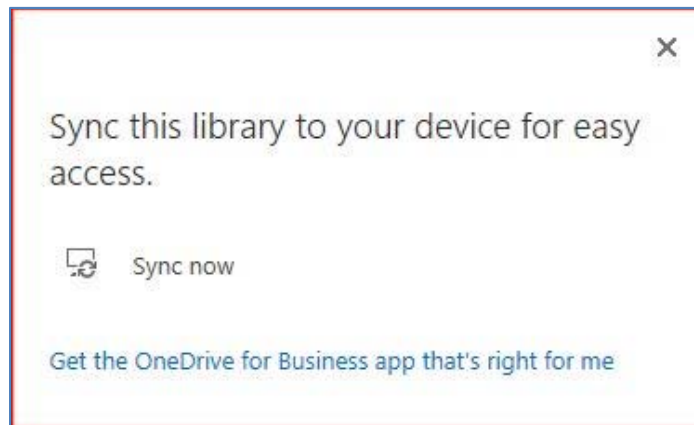 Sync this library to your device for easy
access.
Sync now
Get the OneDrive for Business app that's right for me